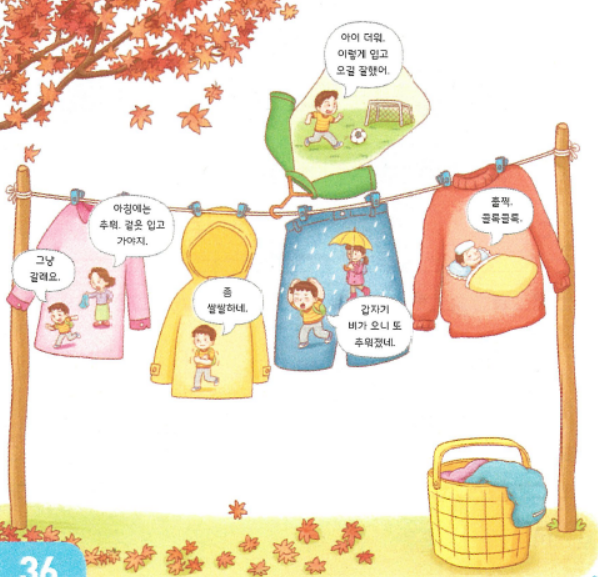 아이 더워.
이렇게 입고
오길 잘했어.
아침에는
추워. 겉옷 입고
가야지.
그냥
갈래요.
좀
쌀쌀하네.
갑자기
비가 오니 또
추워졌네.
훌쩍.
콜록콜록.
36